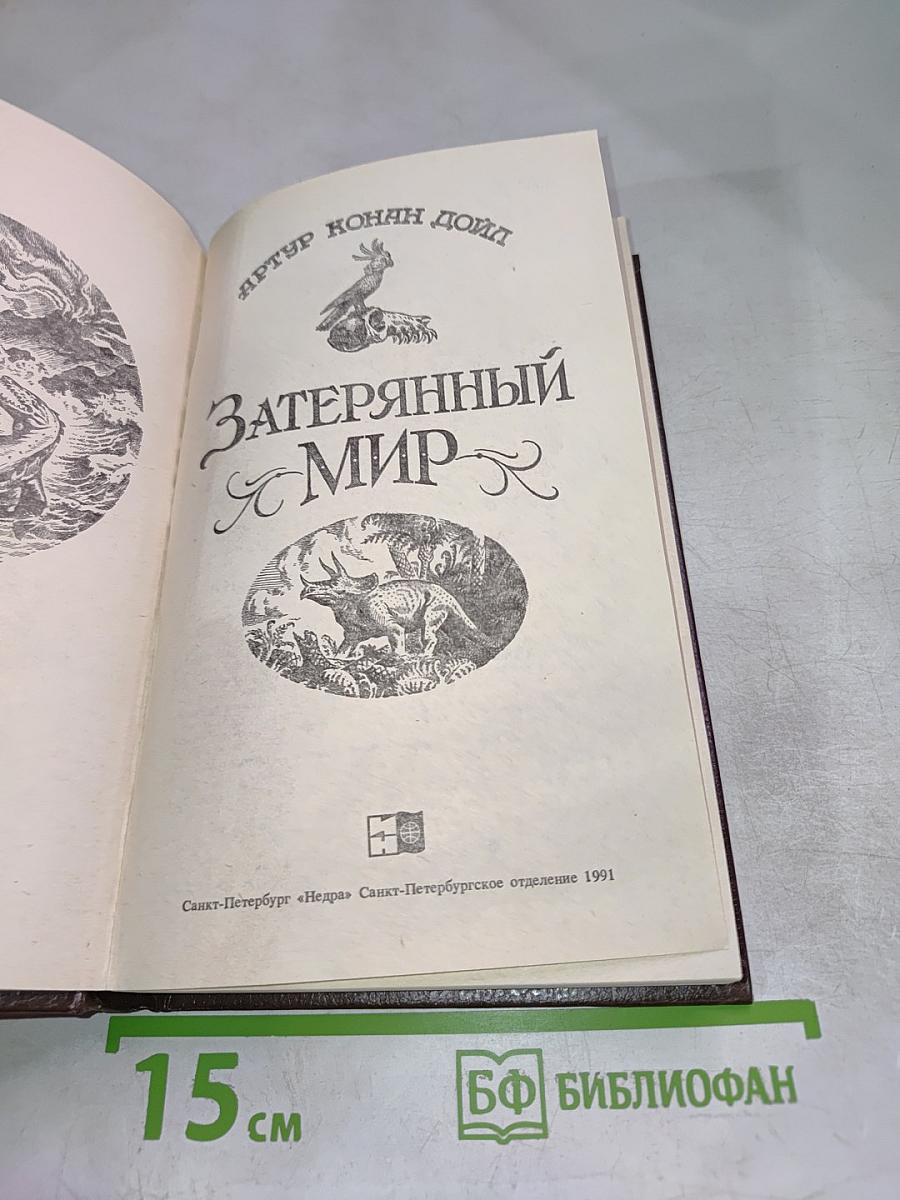 АРТУР КОНАН ДОЙЛ
ЗАТЕРЯННЫЙ
МИР
Санкт-Петербург «Недра» Санкт-Петербургское отделение 1991
15 см
БФ БИБЛИОФАН